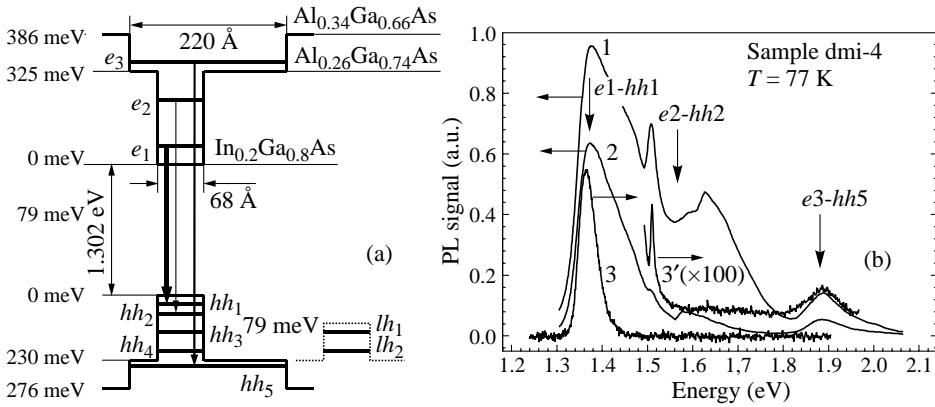 (a)
Al0.34Ga0.66As
386 meV
220 Å
e3
Al0.26Ga0.74As
325 meV
e2
e1
In0.2Ga0.8As
0 meV
68 Å
79 meV
1.302 eV
(a)
0 meV
hh1
hh2
79 meV
lh1
hh3
hh4
lh2
230 meV
hh5
276 meV
1.0
0.8
0.6
0.4
0.2
0.0
PL signal (a.u.)
1
Sample dmi-4
T = 77 K
e1-hh1
e2-hh2
2
e3-hh5
3
3′(×100)
(b)
1.2 1.3 1.4 1.5 1.6 1.7 1.8 1.9 2.0 2.1
Energy (eV)